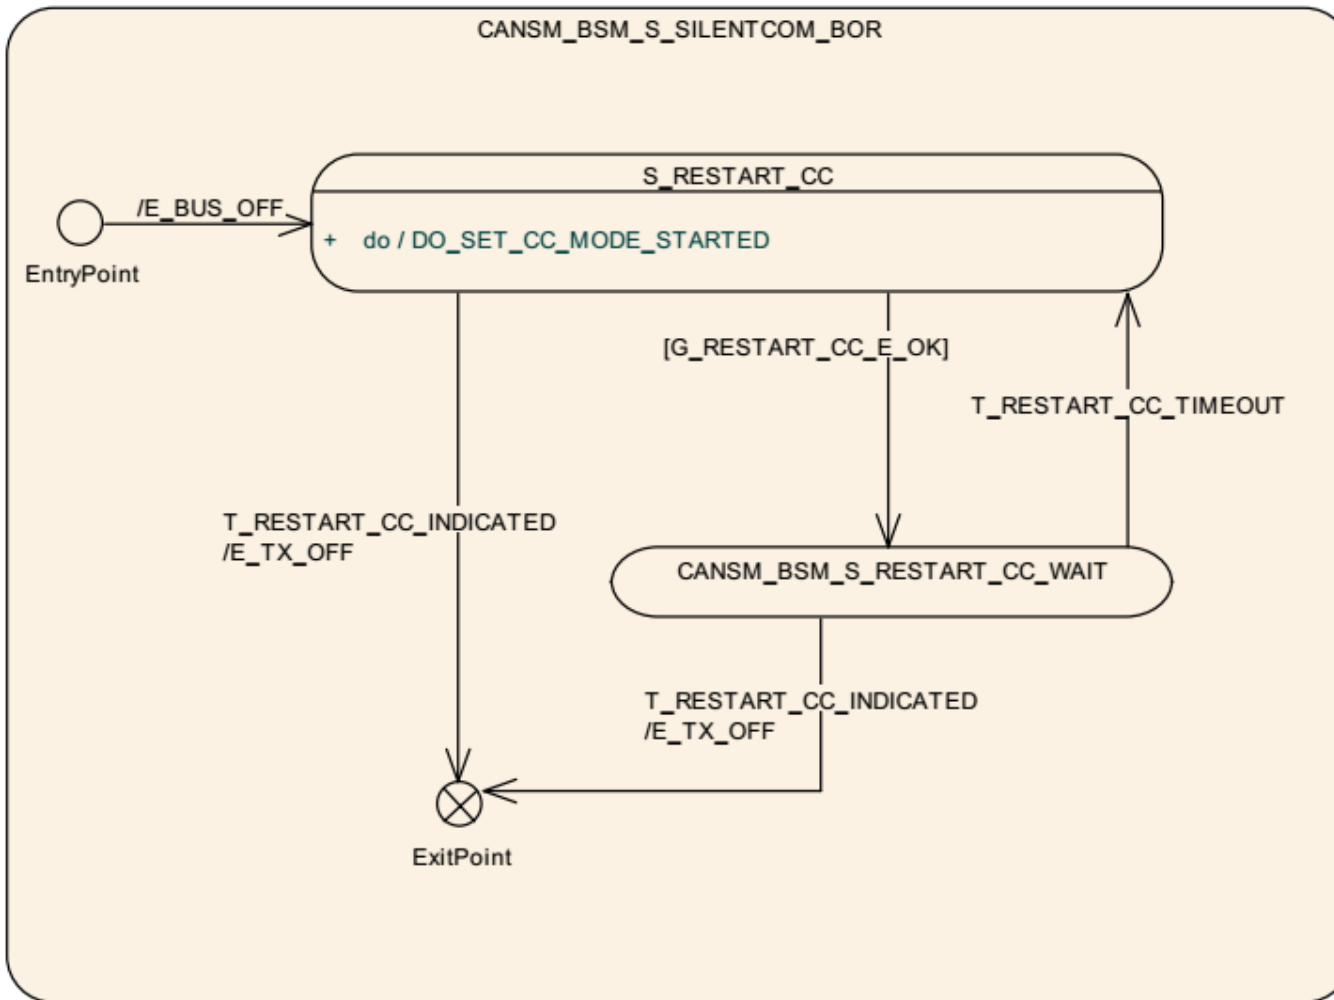 CANSM_BSM_S_SILENTCOM_BOR
S_RESTART_CC
/E_BUS_OFF
+ do / DO_SET_CC_MODE_STARTED
EntryPoint
[G_RESTART_CC_E_OK]
T_RESTART_CC_TIMEOUT
T_RESTART_CC_INDICATED
/E_TX_OFF
CANSM_BSM_S_RESTART_CC_WAIT
T_RESTART_CC_INDICATED
/E_TX_OFF
ExitPoint